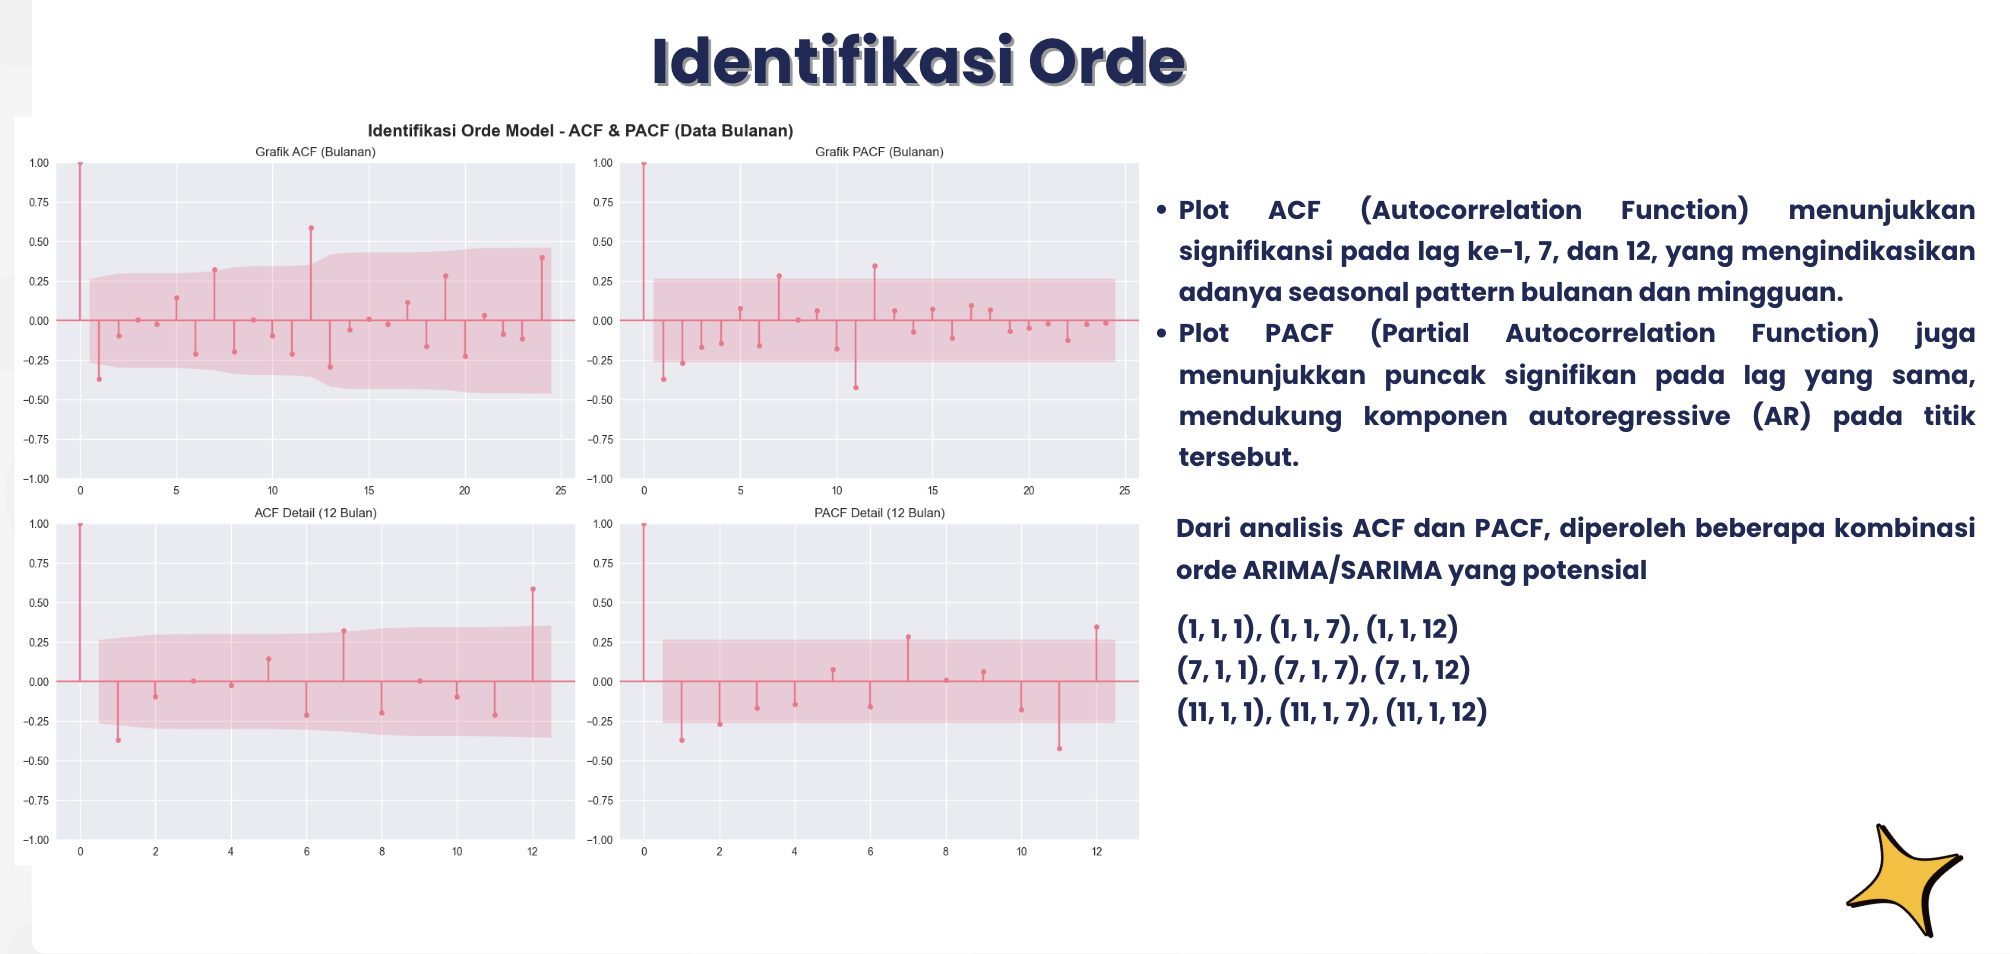 Identifikasi Orde
Identifikasi Orde Model - ACF & PACF (Data Bulanan)
Grafik ACF (Bulanan)
1.00
0.75
0.50
0.25
0.00
−0.25
−0.50
−0.75
−1.00
0 5 10 15 20 25
Grafik PACF (Bulanan)
1.00
0.75
0.50
0.25
0.00
−0.25
−0.50
−0.75
−1.00
0 5 10 15 20 25
ACF Detail (12 Bulan)
1.00
0.75
0.50
0.25
0.00
−0.25
−0.50
−0.75
−1.00
0 2 4 6 8 10 12
PACF Detail (12 Bulan)
1.00
0.75
0.50
0.25
0.00
−0.25
−0.50
−0.75
−1.00
0 2 4 6 8 10 12
• Plot ACF (Autocorrelation Function) menunjukkan
signifikansi pada lag ke-1, 7, dan 12, yang mengindikasikan
adanya seasonal pattern bulanan dan mingguan.
• Plot PACF (Partial Autocorrelation Function) juga
menunjukkan puncak signifikan pada lag yang sama,
mendukung komponen autoregressive (AR) pada titik
tersebut.
Dari analisis ACF dan PACF, diperoleh beberapa kombinasi
orde ARIMA/SARIMA yang potensial
(1, 1, 1), (1, 1, 7), (1, 1, 12)
(7, 1, 1), (7, 1, 7), (7, 1, 12)
(11, 1, 1), (11, 1, 7), (11, 1, 12)